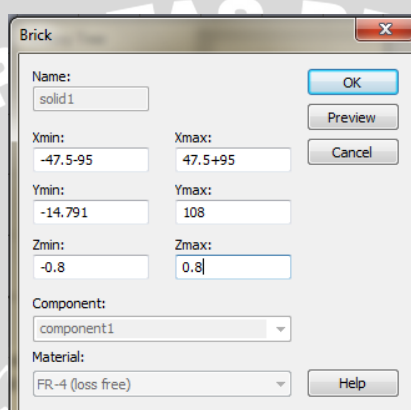 Brick
Name:
solid1
OK
Preview
Cancel
Xmin:
Xmax:
-47.5-95
47.5+95
Ymin:
Ymax:
-14.791
108
Zmin:
Zmax:
-0.8
0.8
Component:
component1
Material:
FR-4 (loss free)
Help